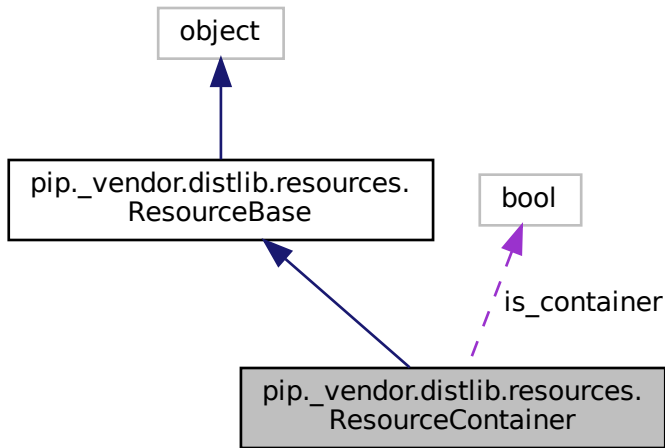 object
pip._vendor.distlib.resources.
ResourceBase
bool
is_container
pip._vendor.distlib.resources.
ResourceContainer